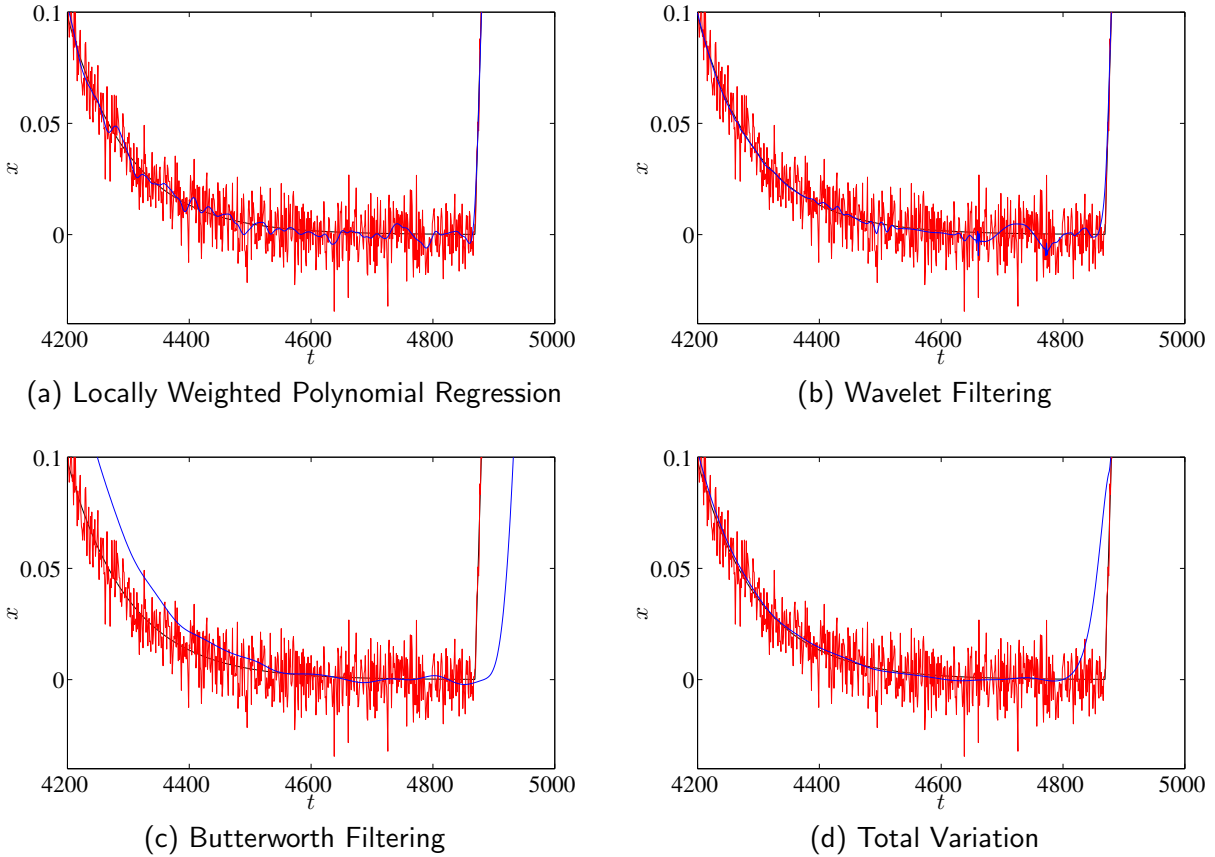 0.1
0.05
0
x
4200 4400 4600 4800 5000
t
(a) Locally Weighted Polynomial Regression
0.1
0.05
0
x
4200 4400 4600 4800 5000
t
(b) Wavelet Filtering
0.1
0.05
0
x
4200 4400 4600 4800 5000
t
(c) Butterworth Filtering
0.1
0.05
0
x
4200 4400 4600 4800 5000
t
(d) Total Variation